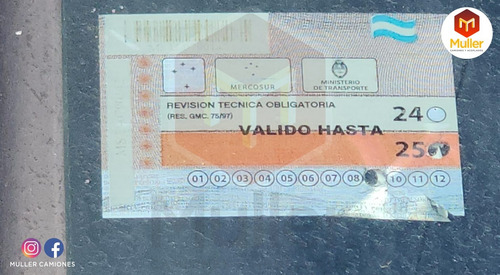 Muller
MERCOSUR
MINISTERIO
DE TRANSPORTE
REVISION TECNICA OBLIGATORIA
(RES. GMC. 75/97)
24
VALIDO HASTA
25
01 02 03 04 05 06 07 08 10 11 12
MULLER CAMIONES